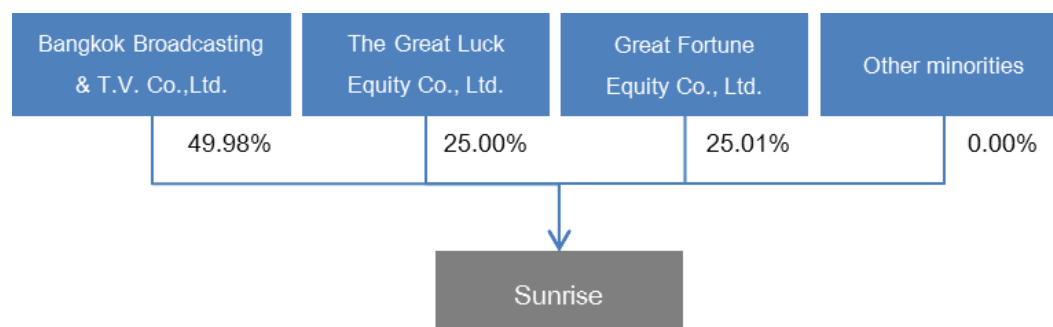 Bangkok Broadcasting
& T.V. Co.,Ltd.
The Great Luck
Equity Co., Ltd.
Great Fortune
Equity Co., Ltd.
Other minorities
49.98%
25.00%
25.01%
0.00%
Sunrise